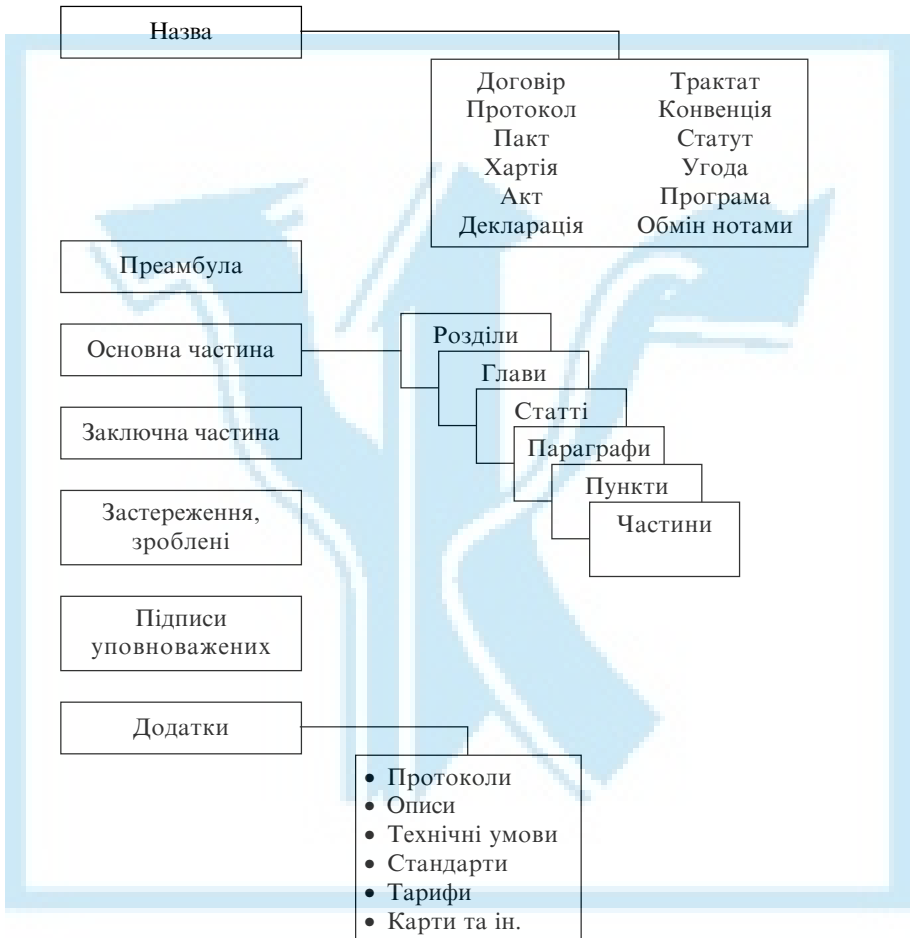 Назва
Договір Трактат
Протокол Конвенція
Пакт Статут
Хартія Угода
Акт Програма
Декларація Обмін нотами
Преамбула
Основна частина
Розділи
Глави
Статті
Параграфи
Пункти
Частини
Заключна частина
Застереження,
зроблені
Підписи
уповноважених
Додатки
• Протоколи
• Описи
• Технічні умови
• Стандарти
• Тарифи
• Карти та ін.